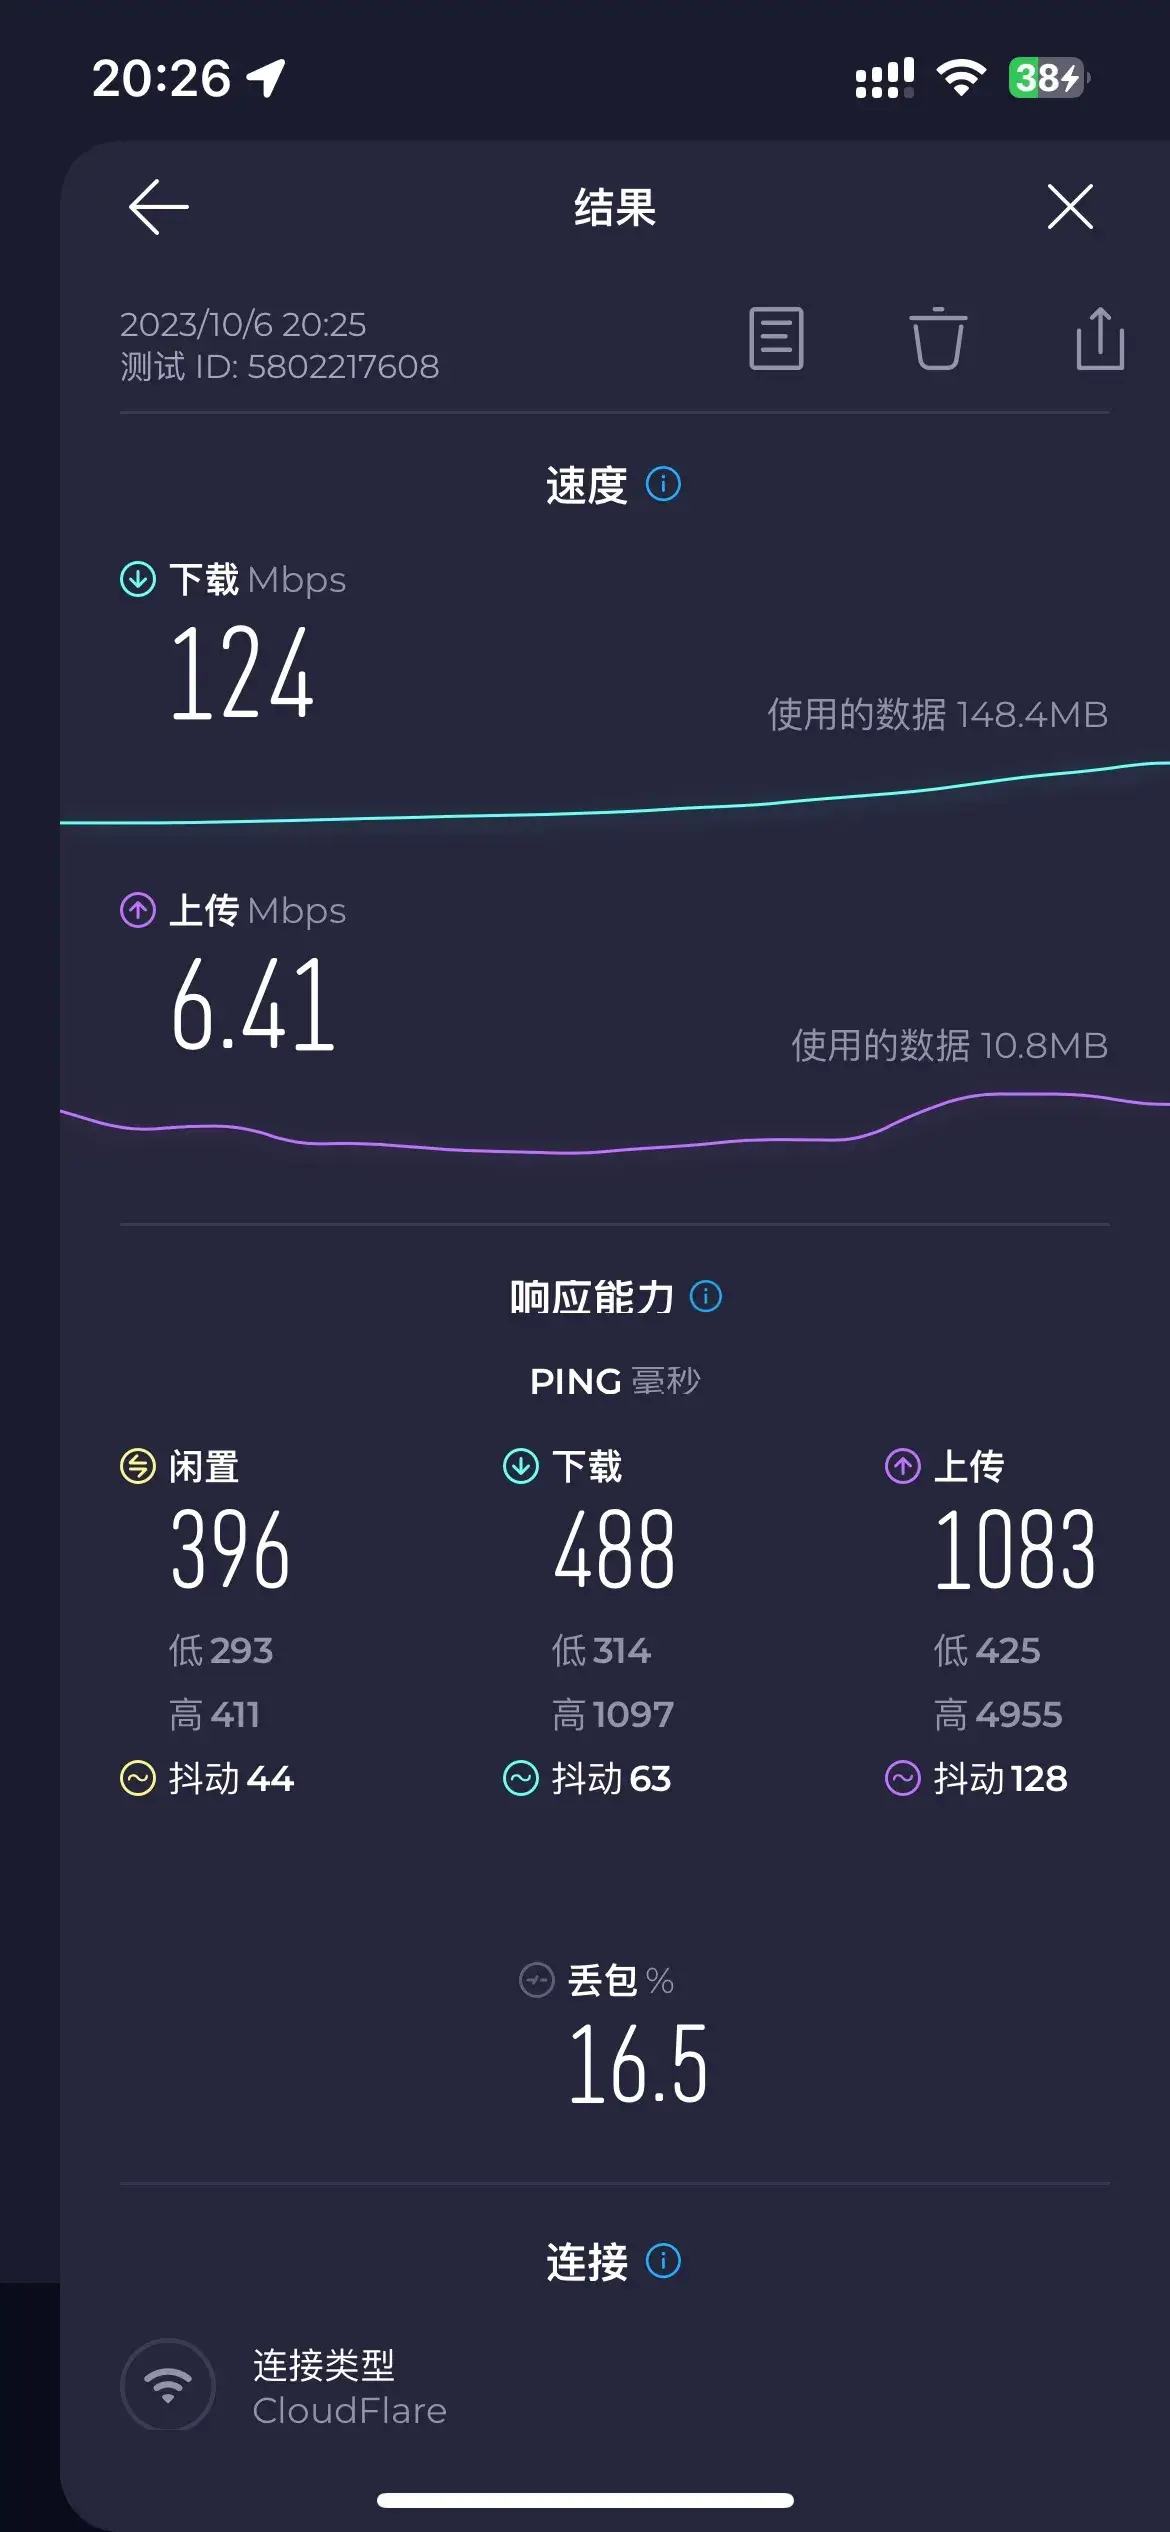 20:26
38
结果
2023/10/6 20:25
测试 ID: 5802217608
速度
下载 Mbps
124
使用的数据 148.4MB
上传 Mbps
6.41
使用的数据 10.8MB
响应能力
PING 毫秒
闲置 下载 上传
396 488 1083
低 293 低 314 低 425
高 411 高 1097 高 4955
抖动 44 抖动 63 抖动 128
丢包 %
16.5
连接
连接类型
CloudFlare